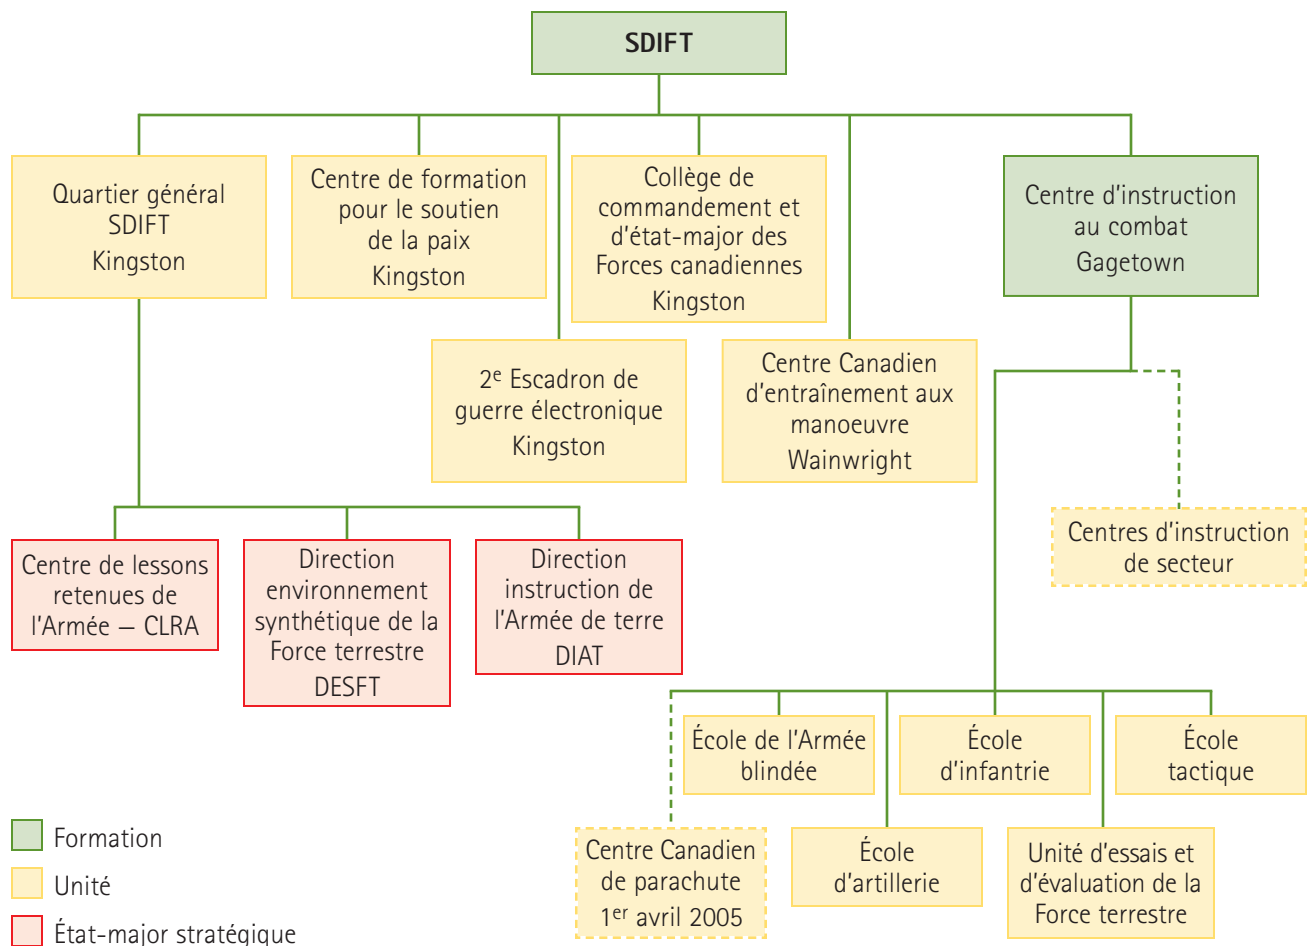 SDIFT
Quartier général
SDIFT
Kingston
Centre de formation
pour le soutien
de la paix
Kingston
Collège de
commandement et
d'état-major des
Forces canadiennes
Kingston
Centre d'instruction
au combat
Gagetown
2e Escadron de
guerre électronique
Kingston
Centre Canadien
d'entraînement aux
manoeuvre
Wainwright
Centres d'instruction
de secteur
Centre de lessons
retenues de
l'Armée — CLRA
Direction
environnement
synthétique de la
Force terrestre
DESFT
Direction
instruction de
l'Armée de terre
DIAT
École de l'Armée
blindée
École
d'infantrie
École
tactique
Centre Canadien
de parachute
1er avril 2005
École
d'artillerie
Unité d'essais et
d'évaluation de la
Force terrestre
Formation
Unité
État-major stratégique